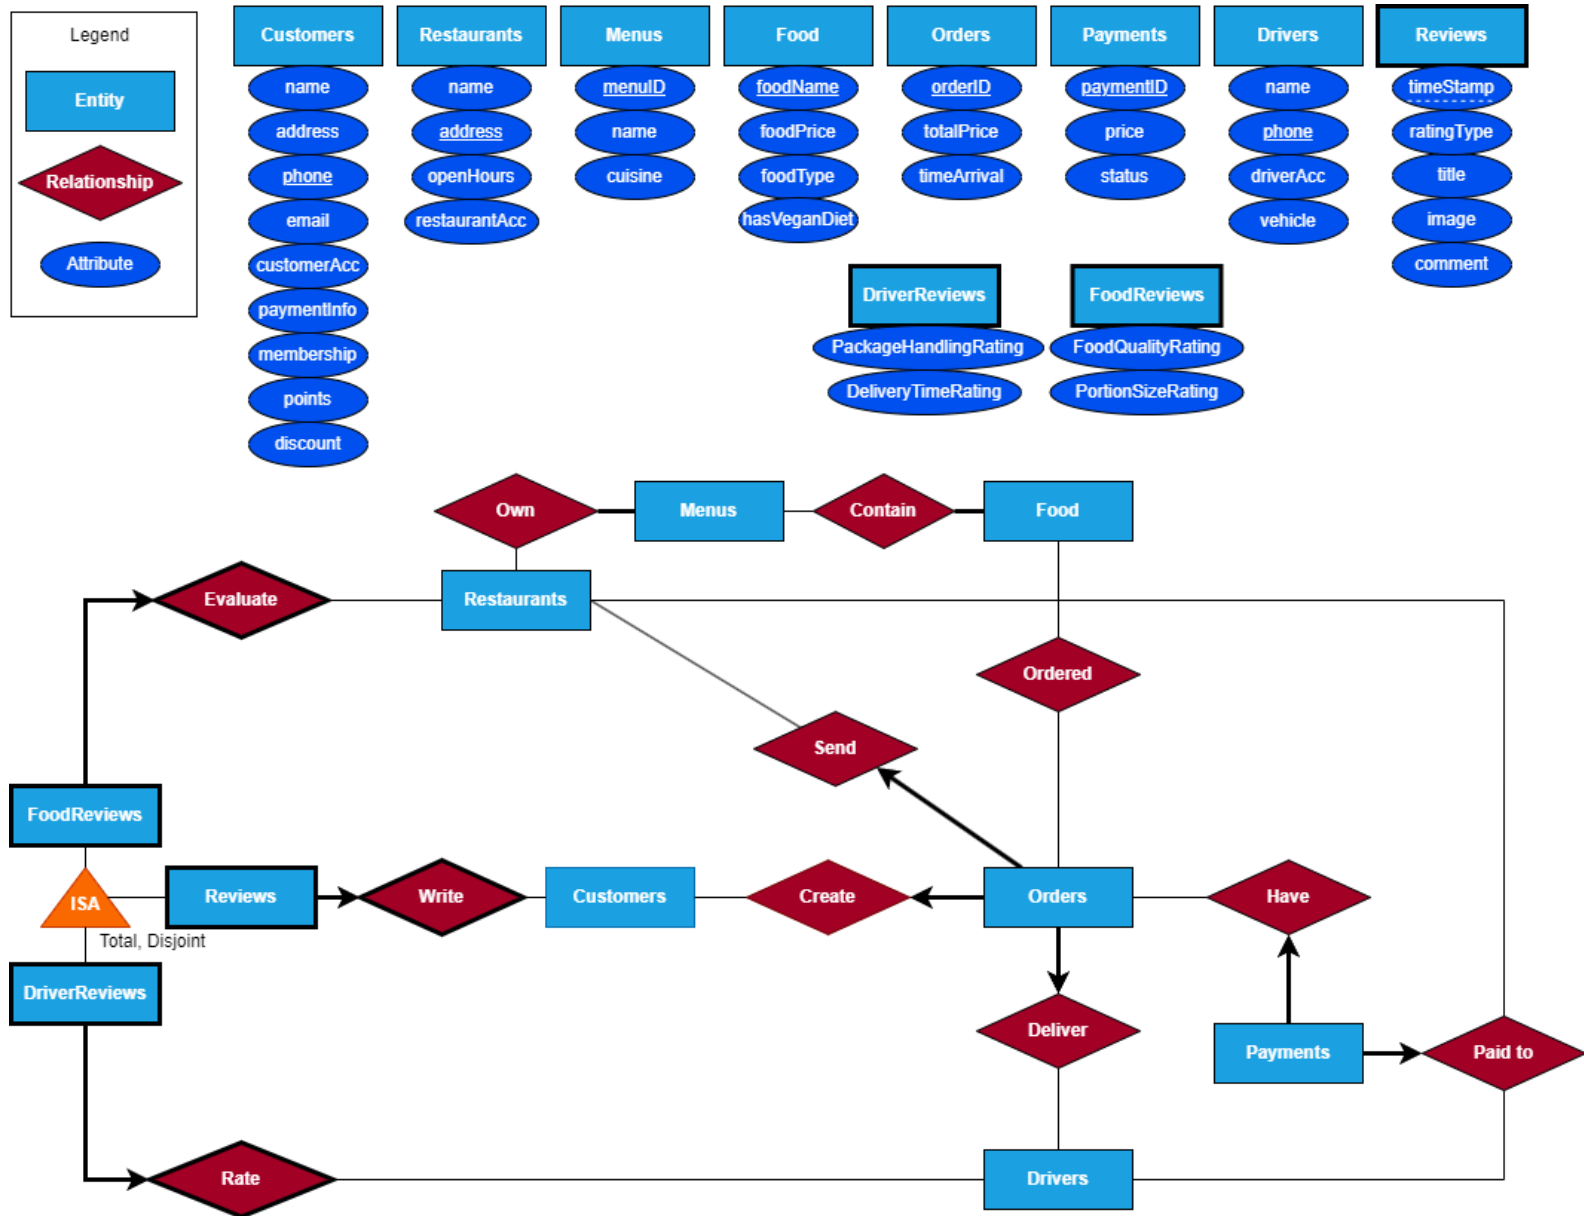 Legend
Entity
Relationship
Attribute
Customers
name
address
phone
email
customerAcc
paymentInfo
membership
points
discount
Restaurants
name
address
openHours
restaurantAcc
Menus
menuID
name
cuisine
Food
foodName
foodPrice
foodType
hasVeganDiet
Orders
orderID
totalPrice
timeArrival
Payments
paymentID
price
status
Drivers
name
phone
driverAcc
vehicle
Reviews
timeStamp
ratingType
title
image
comment
DriverReviews
PackageHandlingRating
DeliveryTimeRating
FoodReviews
FoodQualityRating
PortionSizeRating
Own
Menus
Contain
Food
Evaluate
Restaurants
Ordered
Send
FoodReviews
ISA
Reviews
Write
Customers
Create
Orders
Have
Total, Disjoint
DriverReviews
Deliver
Payments
Paid to
Rate
Drivers